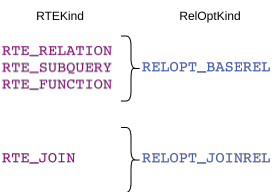 RTEKind RelOptKind
RTE_RELATION
RTE_SUBQUERY RELOPT_BASEREL
RTE_FUNCTION
RTE_JOIN RELOPT_JOINREL